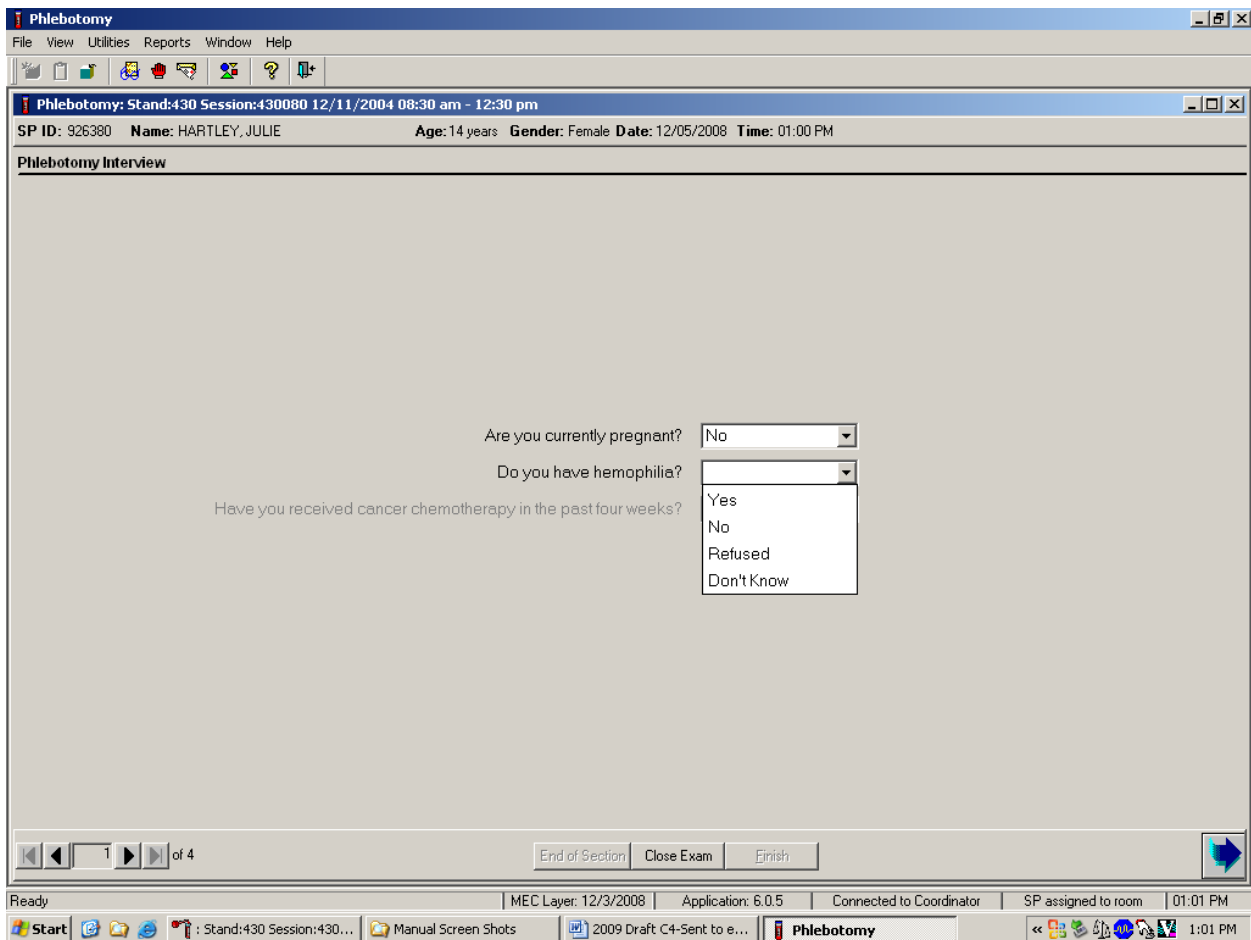 Phlebotomy
File View Utilities Reports Window Help
Phlebotomy: Stand:430 Session:430080 12/11/2004 08:30 am - 12:30 pm
SP ID: 926380 Name: HARTLEY, JULIE Age: 14 years Gender: Female Date: 12/05/2008 Time: 01:00 PM
Phlebotomy Interview
Are you currently pregnant? No
Do you have hemophilia?
Yes
Have you received cancer chemotherapy in the past four weeks?
No
Refused
Don't Know
1 of 4 End of Section Close Exam Finish
Ready MEC Layer: 12/3/2008 Application: 6.0.5 Connected to Coordinator SP assigned to room 01:01 PM
Start : Stand:430 Session:430... Manual Screen Shots 2009 Draft C4-Sent to e... Phlebotomy « 1:01 PM